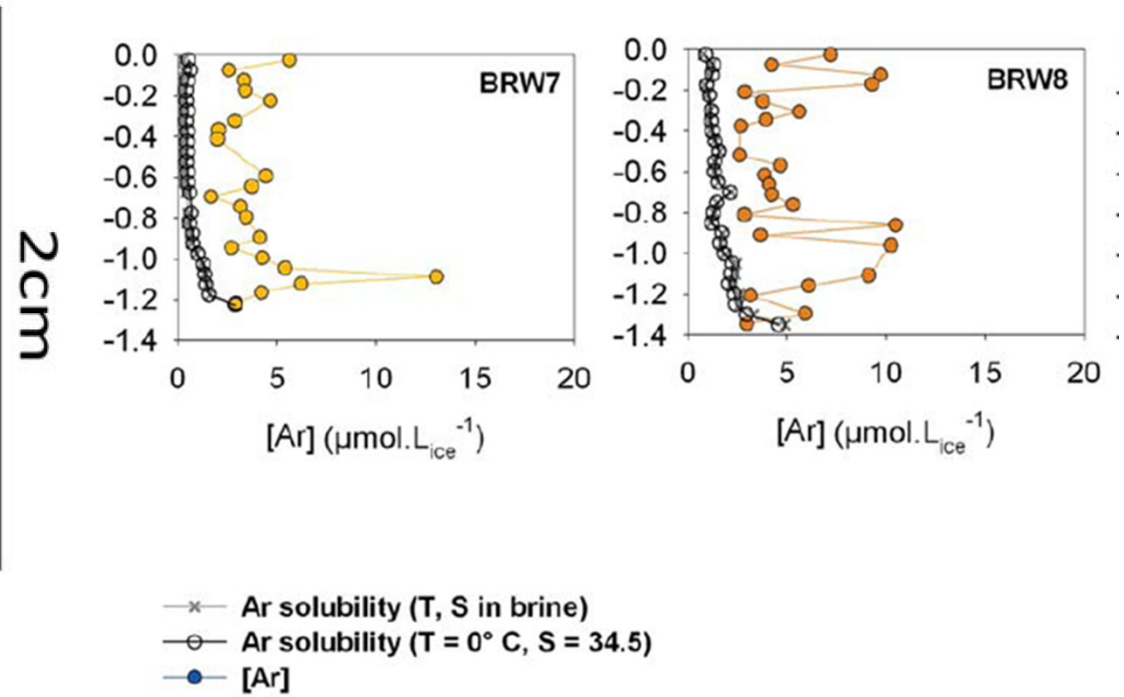 2cm
BRW7
0.0
-0.2
-0.4
-0.6
-0.8
-1.0
-1.2
-1.4
0 5 10 15 20
[Ar] (µmol.Lice-1)
BRW8
0.0
-0.2
-0.4
-0.6
-0.8
-1.0
-1.2
-1.4
0 5 10 15 20
[Ar] (µmol.Lice-1)
Ar solubility (T, S in brine)
Ar solubility (T = 0° C, S = 34.5)
[Ar]